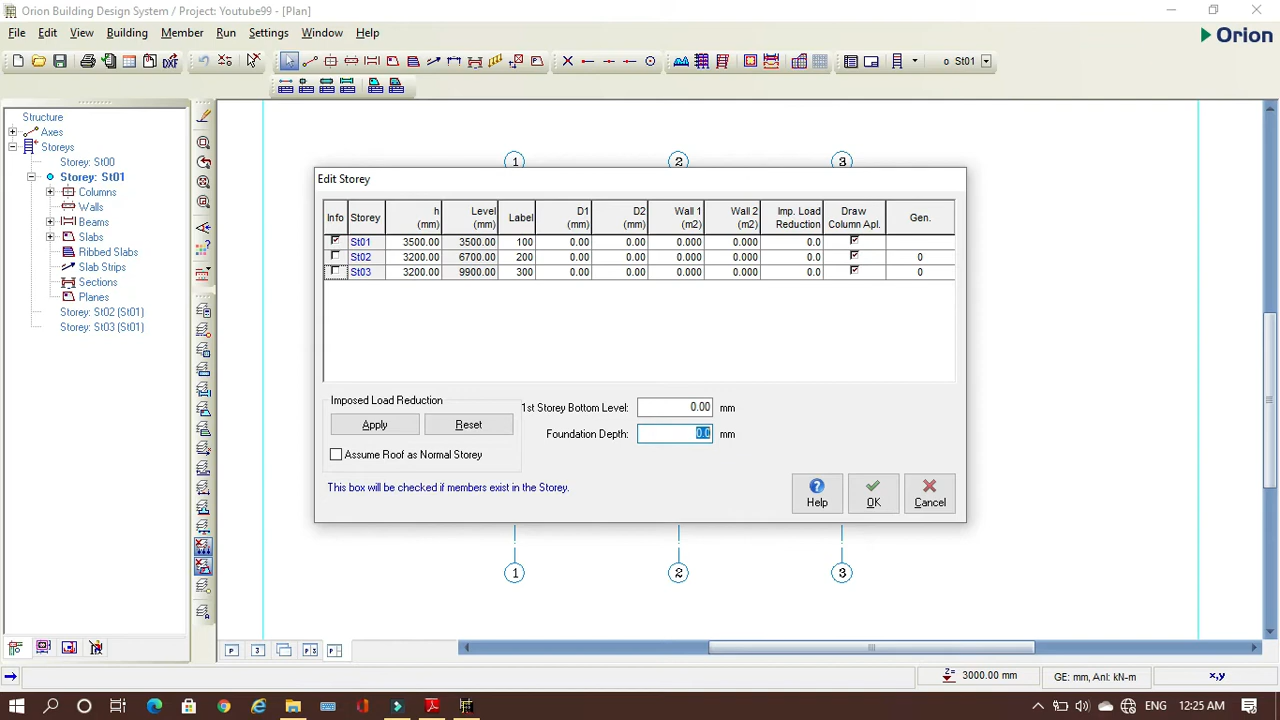 Orion Building Design System / Project: Youtube99 - [Plan]
File Edit View Building Member Run Settings Window Help
Orion
DXF
o St01
Structure
Axes
Storeys
Storey: St00
Storey: St01
Columns
Walls
Beams
Slabs
Ribbed Slabs
Slab Strips
Sections
Planes
Storey: St02 (St01)
Storey: St03 (St01)
1 2 3
Edit Storey
Info Storey h (mm) Level (mm) Label D1 (mm) D2 (mm) Wall 1 (m2) Wall 2 (m2) Imp. Load Reduction Draw Column Apl. Gen.
St01 3500.00 3500.00 100 0.00 0.00 0.000 0.000 0.0
St02 3200.00 6700.00 200 0.00 0.00 0.000 0.000 0.0 0
St03 3200.00 9900.00 300 0.00 0.00 0.000 0.000 0.0 0
Imposed Load Reduction
Apply Reset
Assume Roof as Normal Storey
1st Storey Bottom Level: 0.00 mm
Foundation Depth: 0.0 mm
This box will be checked if members exist in the Storey.
Help OK Cancel
1 2 3
P 3 P3 P
Z= 3000.00 mm GE: mm, Anl: kN-m x,y
ENG 12:25 AM